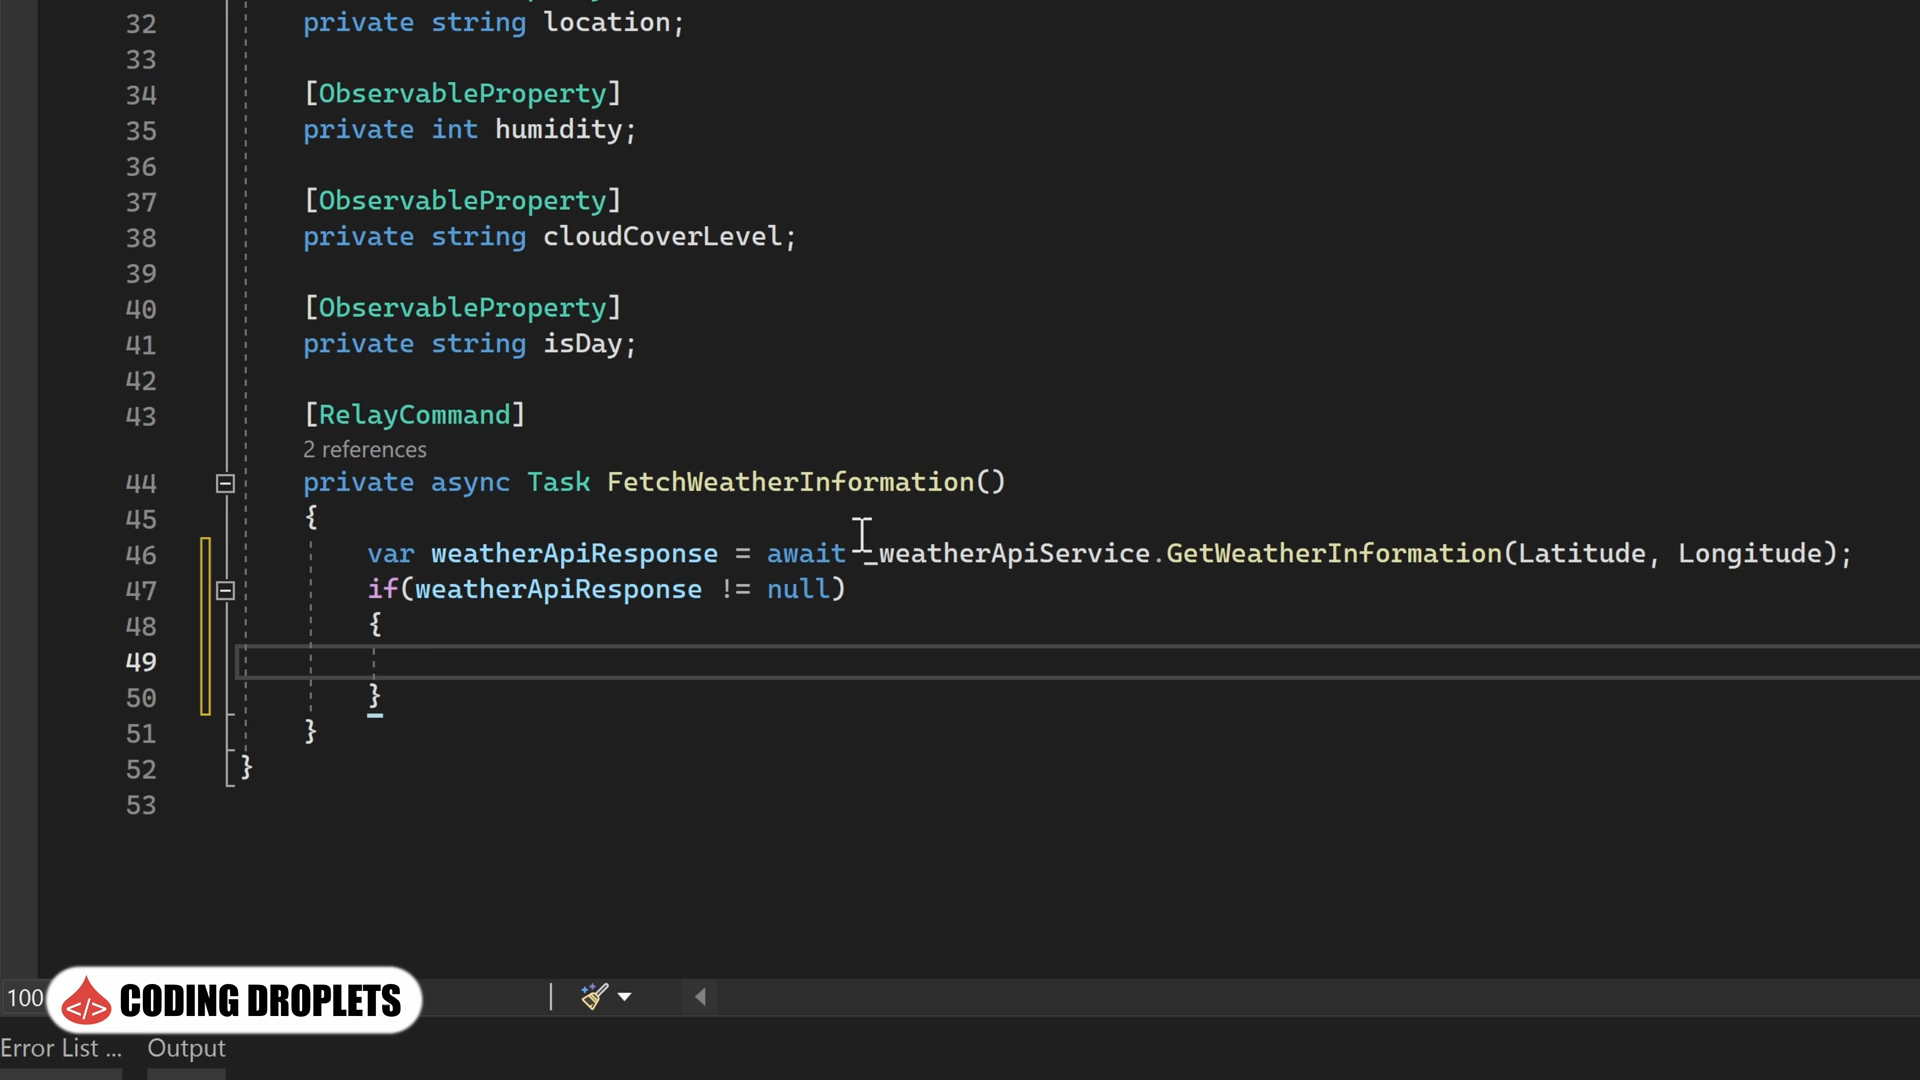 32 private string location;
33
34 [ObservableProperty]
35 private int humidity;
36
37 [ObservableProperty]
38 private string cloudCoverLevel;
39
40 [ObservableProperty]
41 private string isDay;
42
43 [RelayCommand]
2 references
44 private async Task FetchWeatherInformation()
45 {
46 var weatherApiResponse = await _weatherApiService.GetWeatherInformation(Latitude, Longitude);
47 if(weatherApiResponse != null)
48 {
49
50 }
51 }
52 }
53
100 </> CODING DROPLETS
Error List ... Output